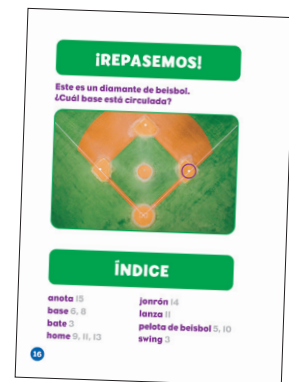 ¡REPASEMOS!
Este es un diamante de beisbol.
¿Cuál base está circulada?
ÍNDICE
anota 15
base 6, 8
bate 3
home 9, 11, 13
jonrón 14
lanza 11
pelota de beisbol 5, 10
swing 3
16